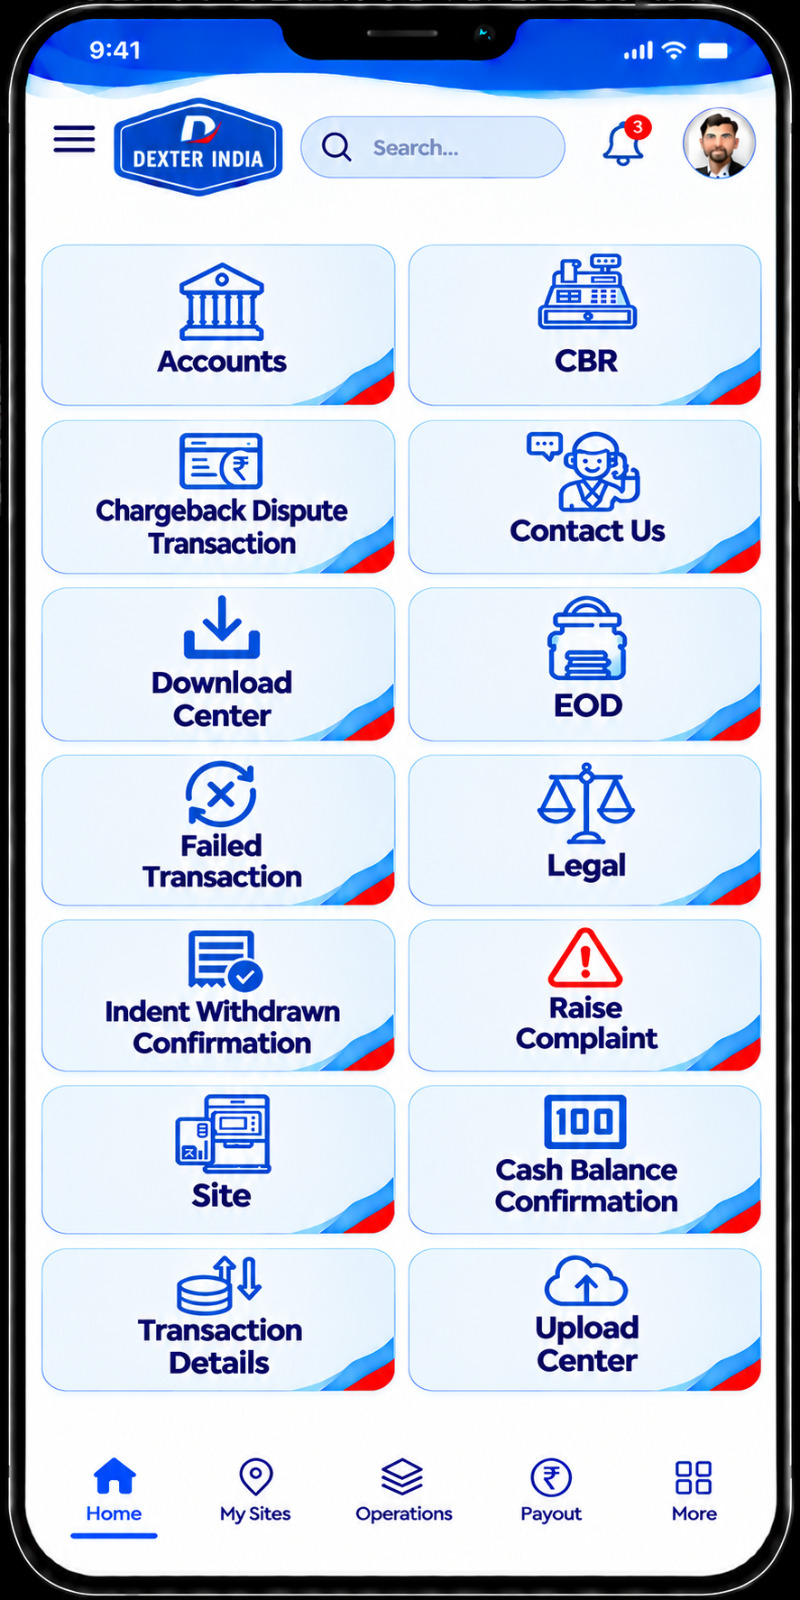 9:41
DEXTER INDIA
Search...
3
Accounts
CBR
Chargeback Dispute
Transaction
Contact Us
Download
Center
EOD
Failed
Transaction
Legal
Indent Withdrawn
Confirmation
Raise
Complaint
Site
100
Cash Balance
Confirmation
Transaction
Details
Upload
Center
Home
My Sites
Operations
Payout
More